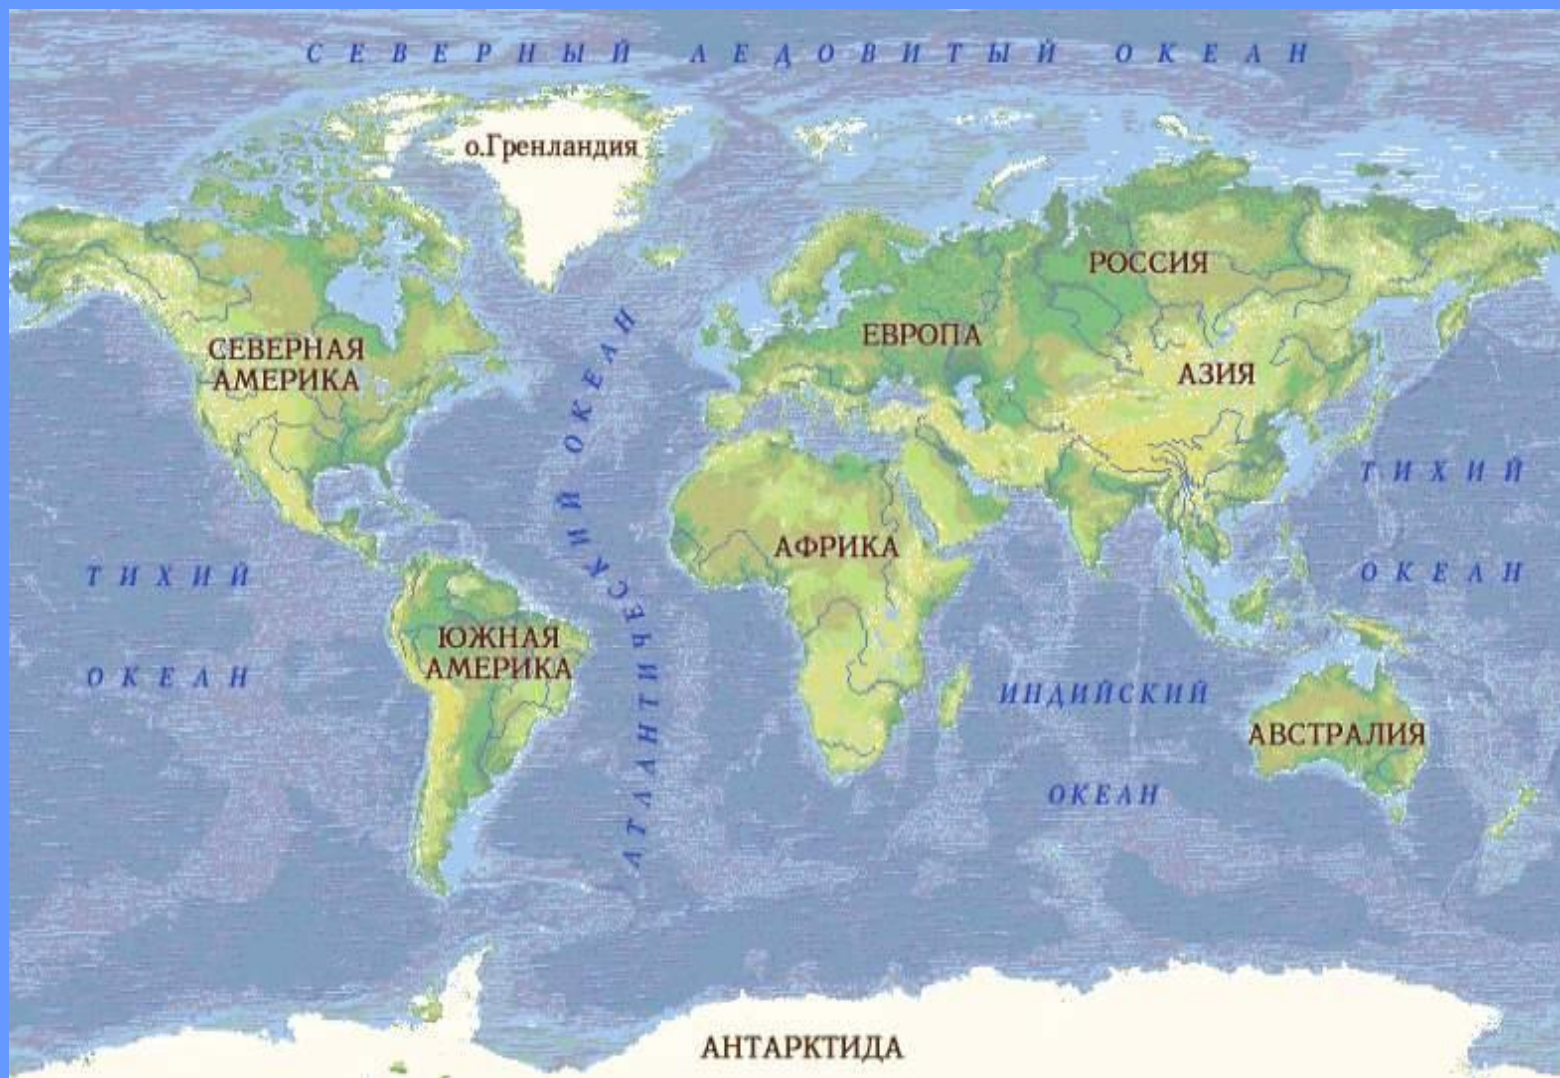 СЕВЕРНЫЙ ЛЕДОВИТЫЙ ОКЕАН
о.Гренландия
РОССИЯ
ЕВРОПА
СЕВЕРНАЯ
АМЕРИКА
АЗИЯ
АТЛАНТИЧЕСКИЙ ОКЕАН
ТИХИЙ
ОКЕАН
АФРИКА
ТИХИЙ
ОКЕАН
ЮЖНАЯ
АМЕРИКА
ИНДИЙСКИЙ
ОКЕАН
АВСТРАЛИЯ
АНТАРКТИДА